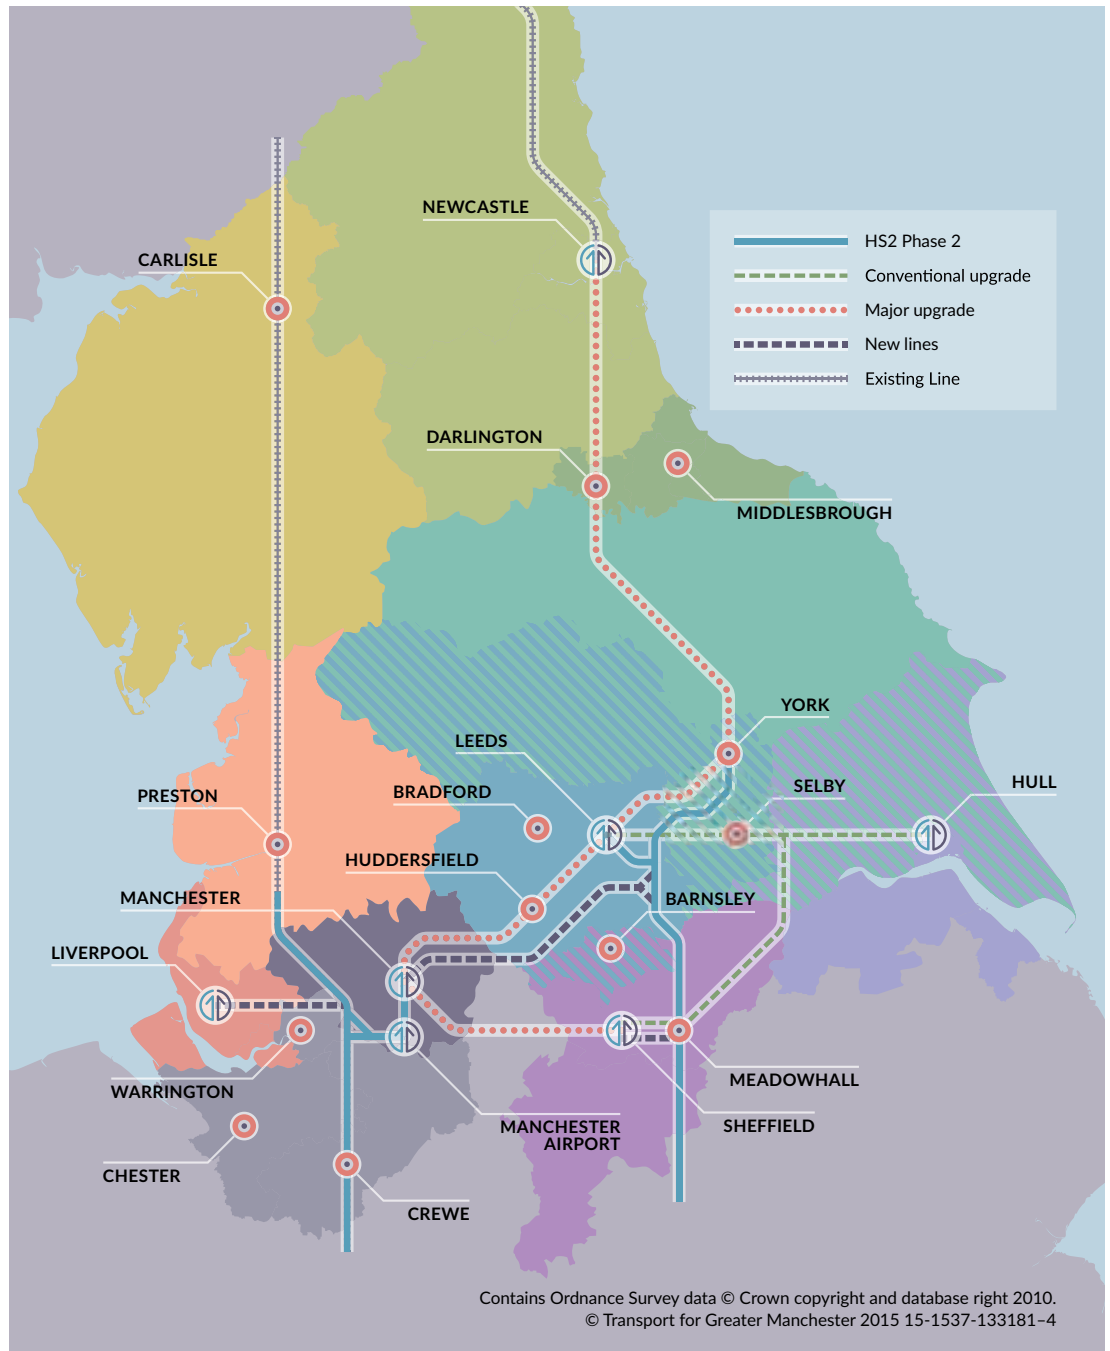 NEWCASTLE
CARLISLE
HS2 Phase 2
Conventional upgrade
Major upgrade
New lines
Existing Line
DARLINGTON
MIDDLESBROUGH
YORK
LEEDS
SELBY
HULL
BRADFORD
PRESTON
HUDDERSFIELD
MANCHESTER
BARNSLEY
LIVERPOOL
WARRINGTON
MEADOWHALL
MANCHESTER
AIRPORT
SHEFFIELD
CHESTER
CREWE
Contains Ordnance Survey data © Crown copyright and database right 2010.
© Transport for Greater Manchester 2015 15-1537-133181–4